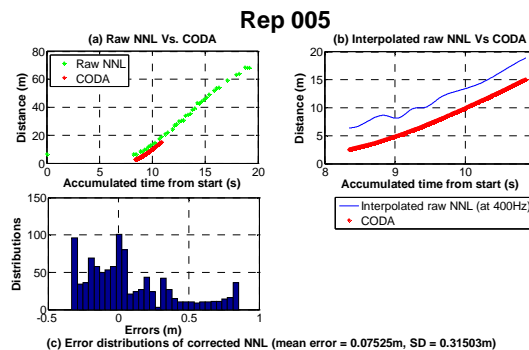 Rep 005
(a) Raw NNL Vs. CODA
(b) Interpolated raw NNL Vs CODA
Distance (m)
80
60
40
20
0
Raw NNL
CODA
0
5
10
15
20
Accumulated time from start (s)
Distance (m)
20
15
10
5
0
8
9
10
Accumulated time from start (s)
Interpolated raw NNL (at 400Hz)
CODA
Distributions
150
100
50
0
-0.5
0
0.5
1
Errors (m)
(c) Error distributions of corrected NNL (mean error = 0.07525m, SD = 0.31503m)